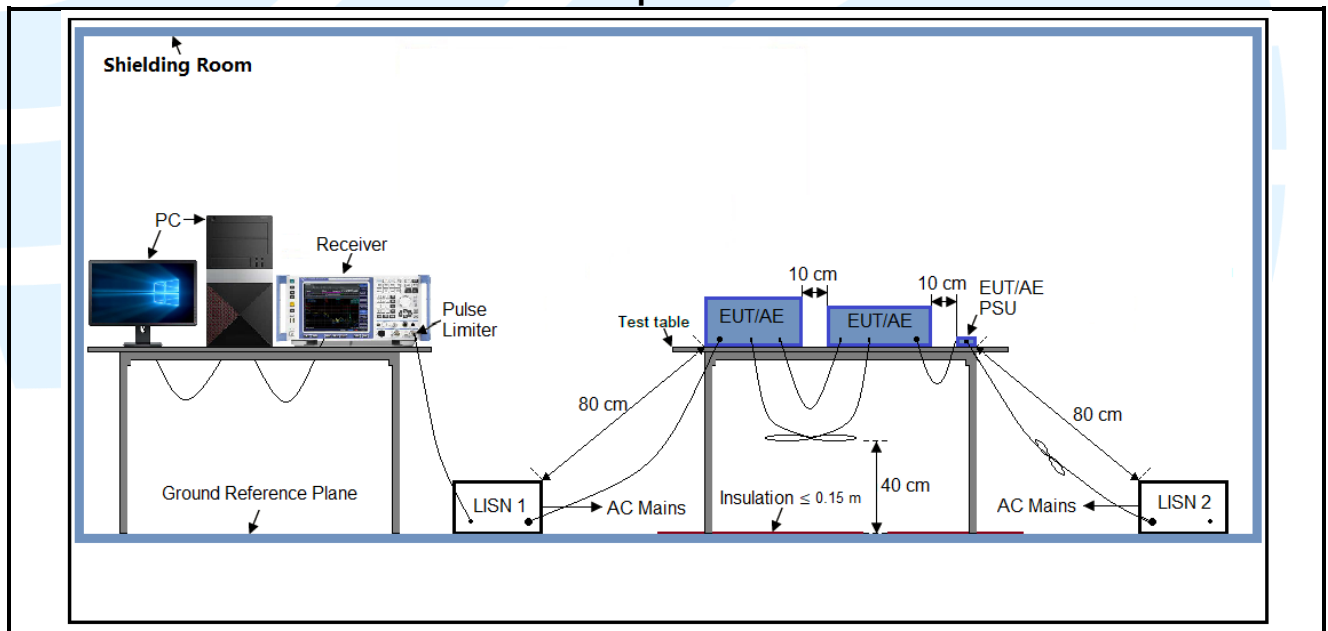 Shielding Room
PC
Receiver
Pulse
Limiter
10 cm
10 cm
EUT/AE
PSU
EUT/AE
EUT/AE
Test table
80 cm
80 cm
40 cm
Ground Reference Plane
LISN 1
AC Mains
Insulation ≤ 0.15 m
AC Mains
LISN 2